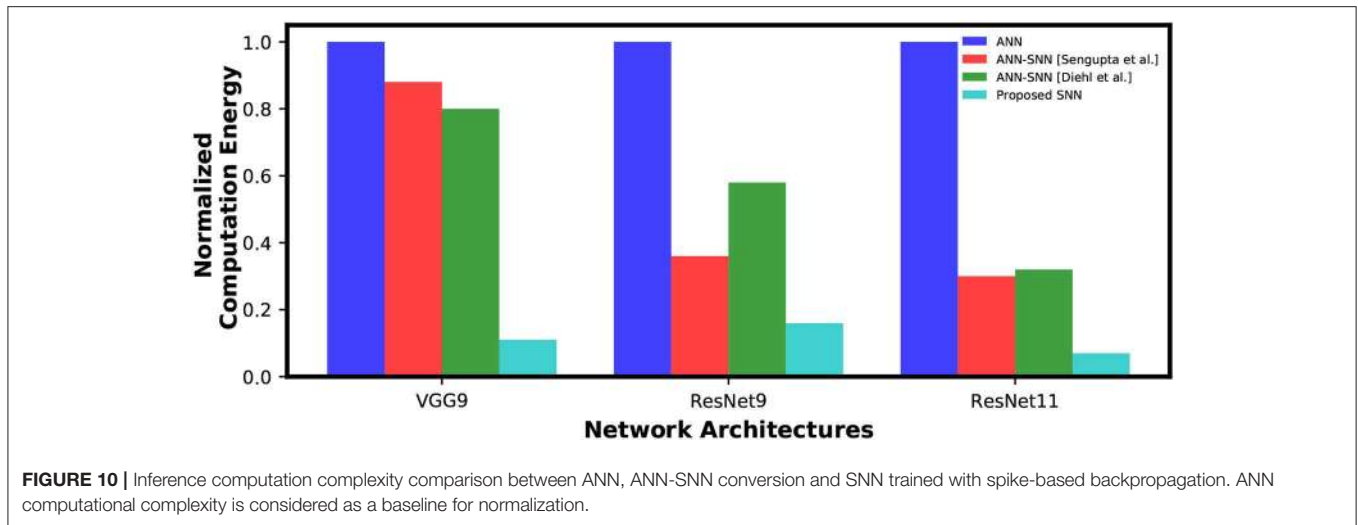 Normalized
Computation Energy
1.0
0.8
0.6
0.4
0.2
0.0
ANN
ANN-SNN [Sengupta et al.]
ANN-SNN [Diehl et al.]
Proposed SNN
VGG9
ResNet9
ResNet11
Network Architectures
FIGURE 10 | Inference computation complexity comparison between ANN, ANN-SNN conversion and SNN trained with spike-based backpropagation. ANN
computational complexity is considered as a baseline for normalization.